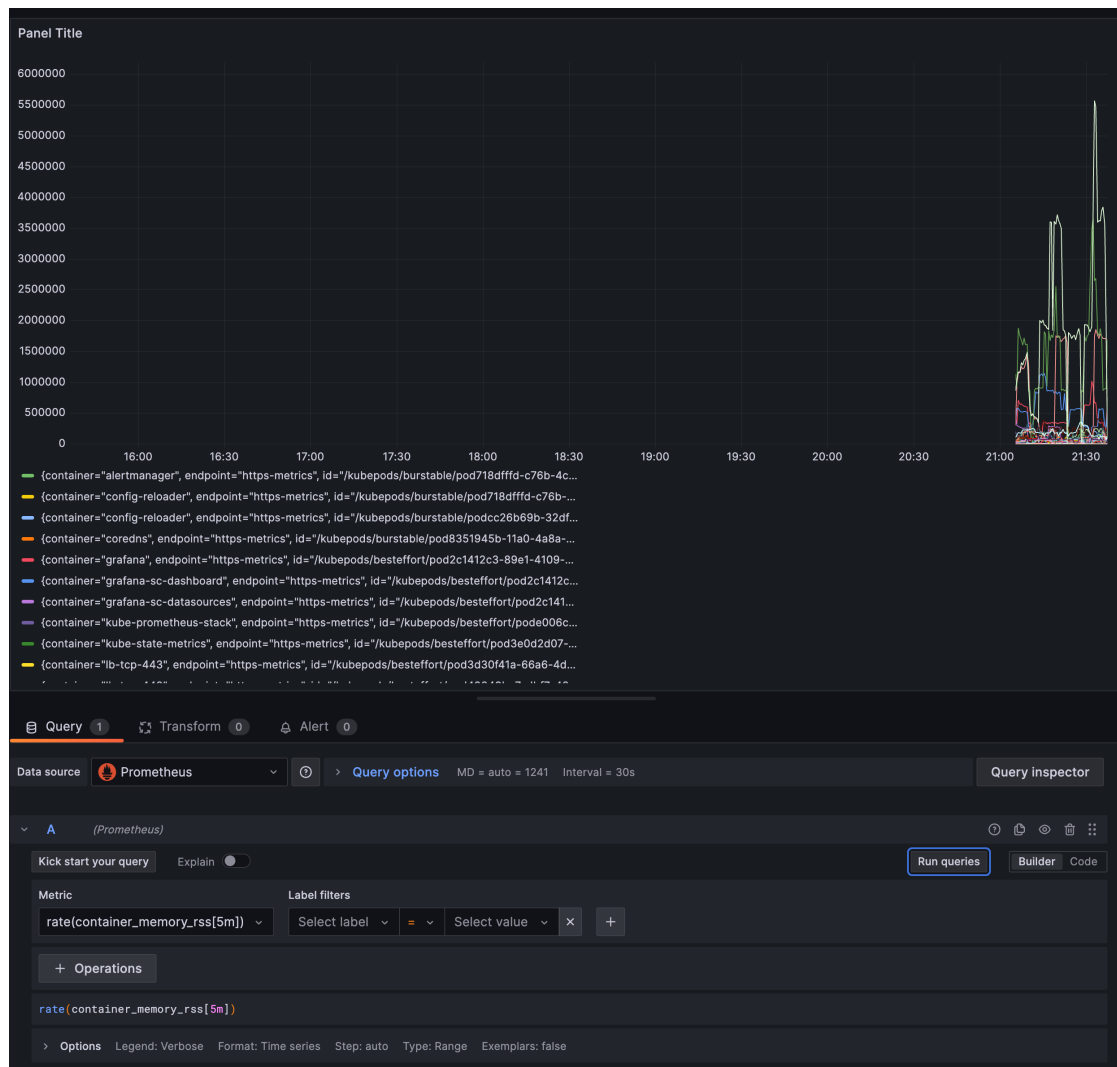 Panel Title
6000000
5500000
5000000
4500000
4000000
3500000
3000000
2500000
2000000
1500000
1000000
500000
0
16:00 16:30 17:00 17:30 18:00 18:30 19:00 19:30 20:00 20:30 21:00 21:30
{container="alertmanager", endpoint="https-metrics", id="/kubepods/burstable/pod718dfffd-c76b-4c...
{container="config-reloader", endpoint="https-metrics", id="/kubepods/burstable/pod718dfffd-c76b-...
{container="config-reloader", endpoint="https-metrics", id="/kubepods/burstable/podcc26b69b-32df...
{container="coredns", endpoint="https-metrics", id="/kubepods/burstable/pod8351945b-11a0-4a8a-...
{container="grafana", endpoint="https-metrics", id="/kubepods/besteffort/pod2c1412c3-89e1-4109-...
{container="grafana-sc-dashboard", endpoint="https-metrics", id="/kubepods/besteffort/pod2c1412c...
{container="grafana-sc-datasources", endpoint="https-metrics", id="/kubepods/besteffort/pod2c141...
{container="kube-prometheus-stack", endpoint="https-metrics", id="/kubepods/besteffort/pode006c...
{container="kube-state-metrics", endpoint="https-metrics", id="/kubepods/besteffort/pod3e0d2d07-...
{container="lb-tcp-443", endpoint="https-metrics", id="/kubepods/besteffort/pod3d30f41a-66a6-4d...
Query 1 Transform 0 Alert 0
Data source Prometheus Query options MD = auto = 1241 Interval = 30s Query inspector
A (Prometheus)
Kick start your query Explain Run queries Builder Code
Metric Label filters
rate(container_memory_rss[5m]) Select label = Select value
+ Operations
rate(container_memory_rss[5m])
Options Legend: Verbose Format: Time series Step: auto Type: Range Exemplars: false